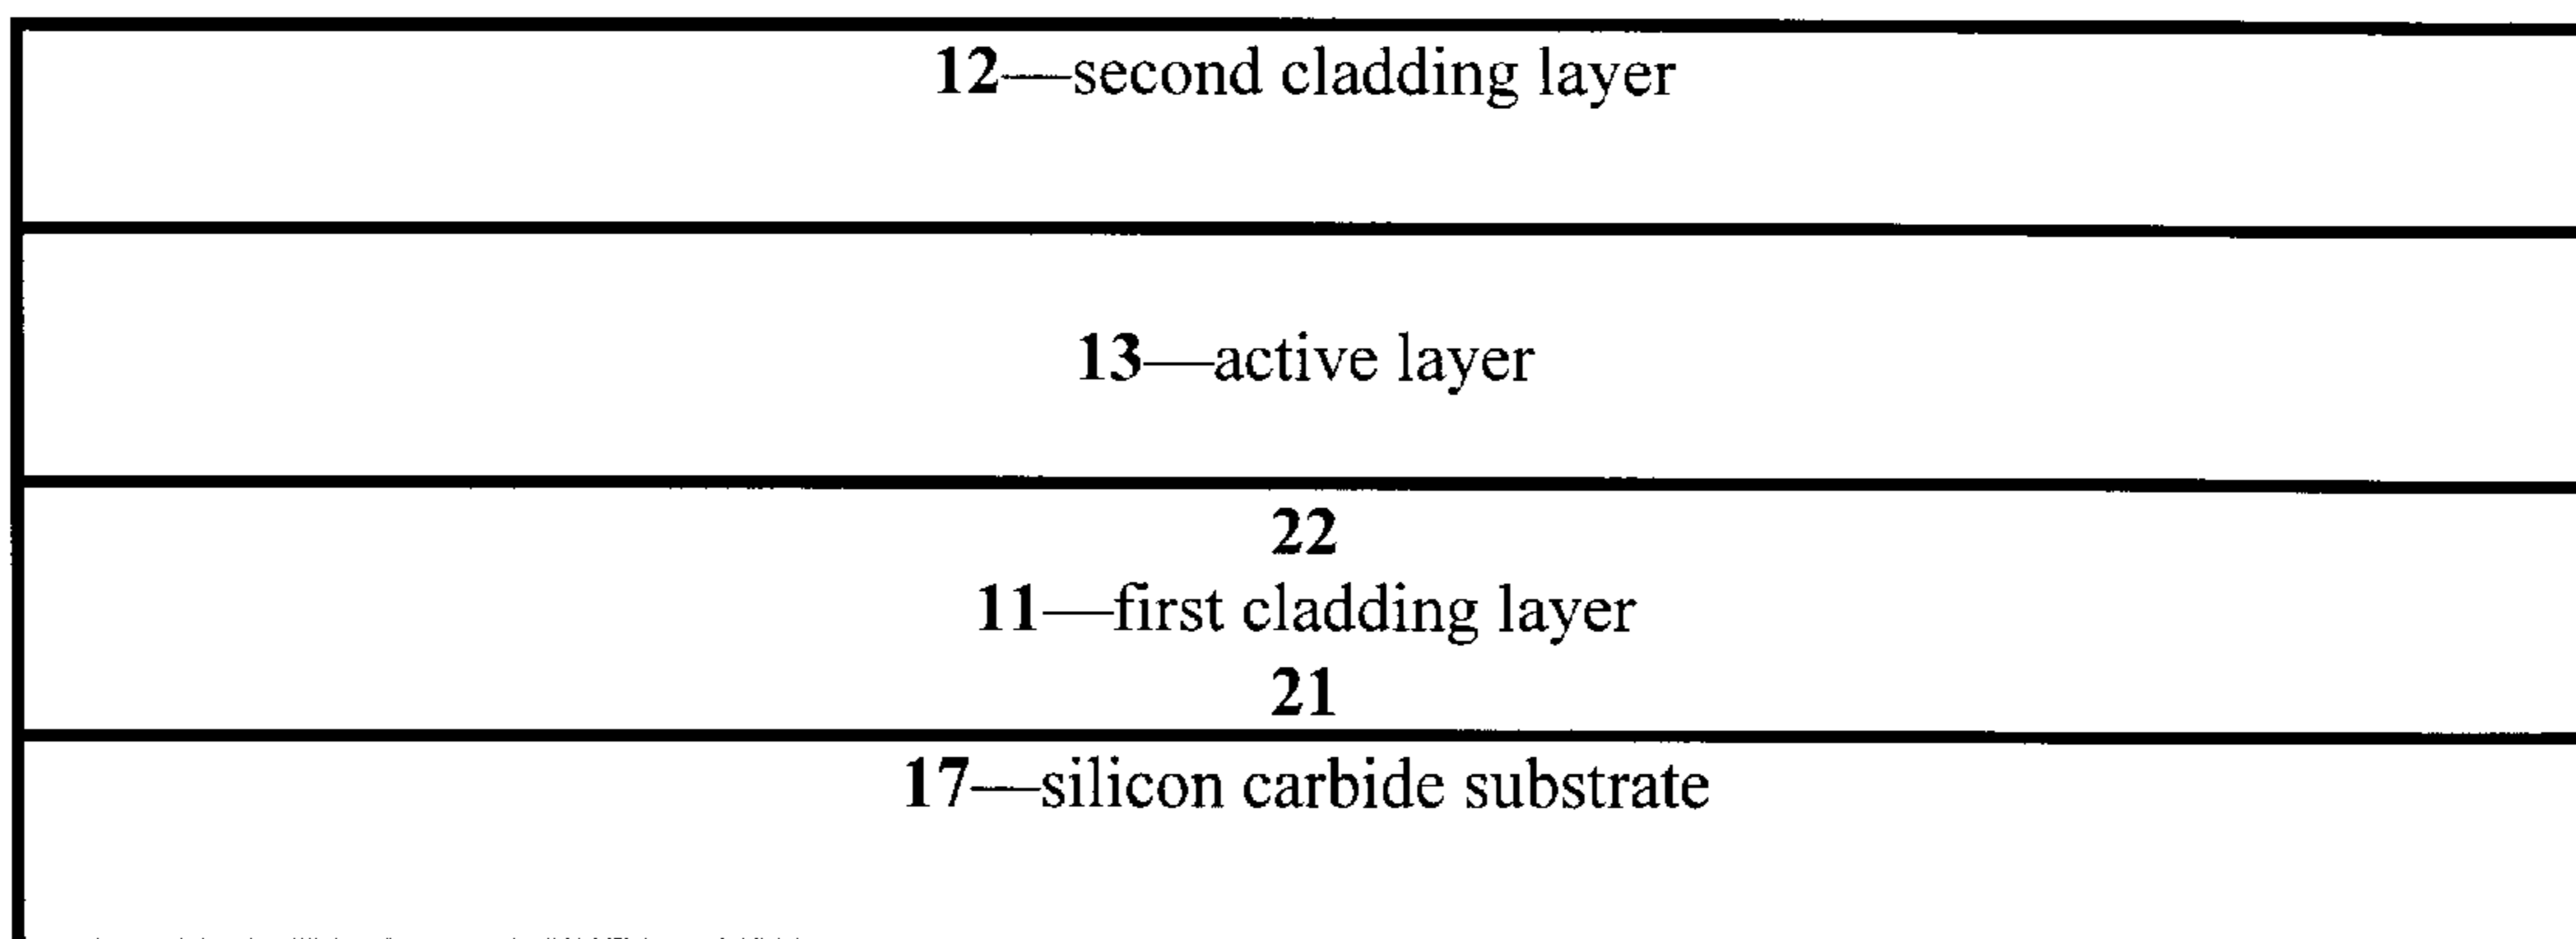 12—second cladding layer
13—active layer
22
11—first cladding layer
21
17—silicon carbide substrate